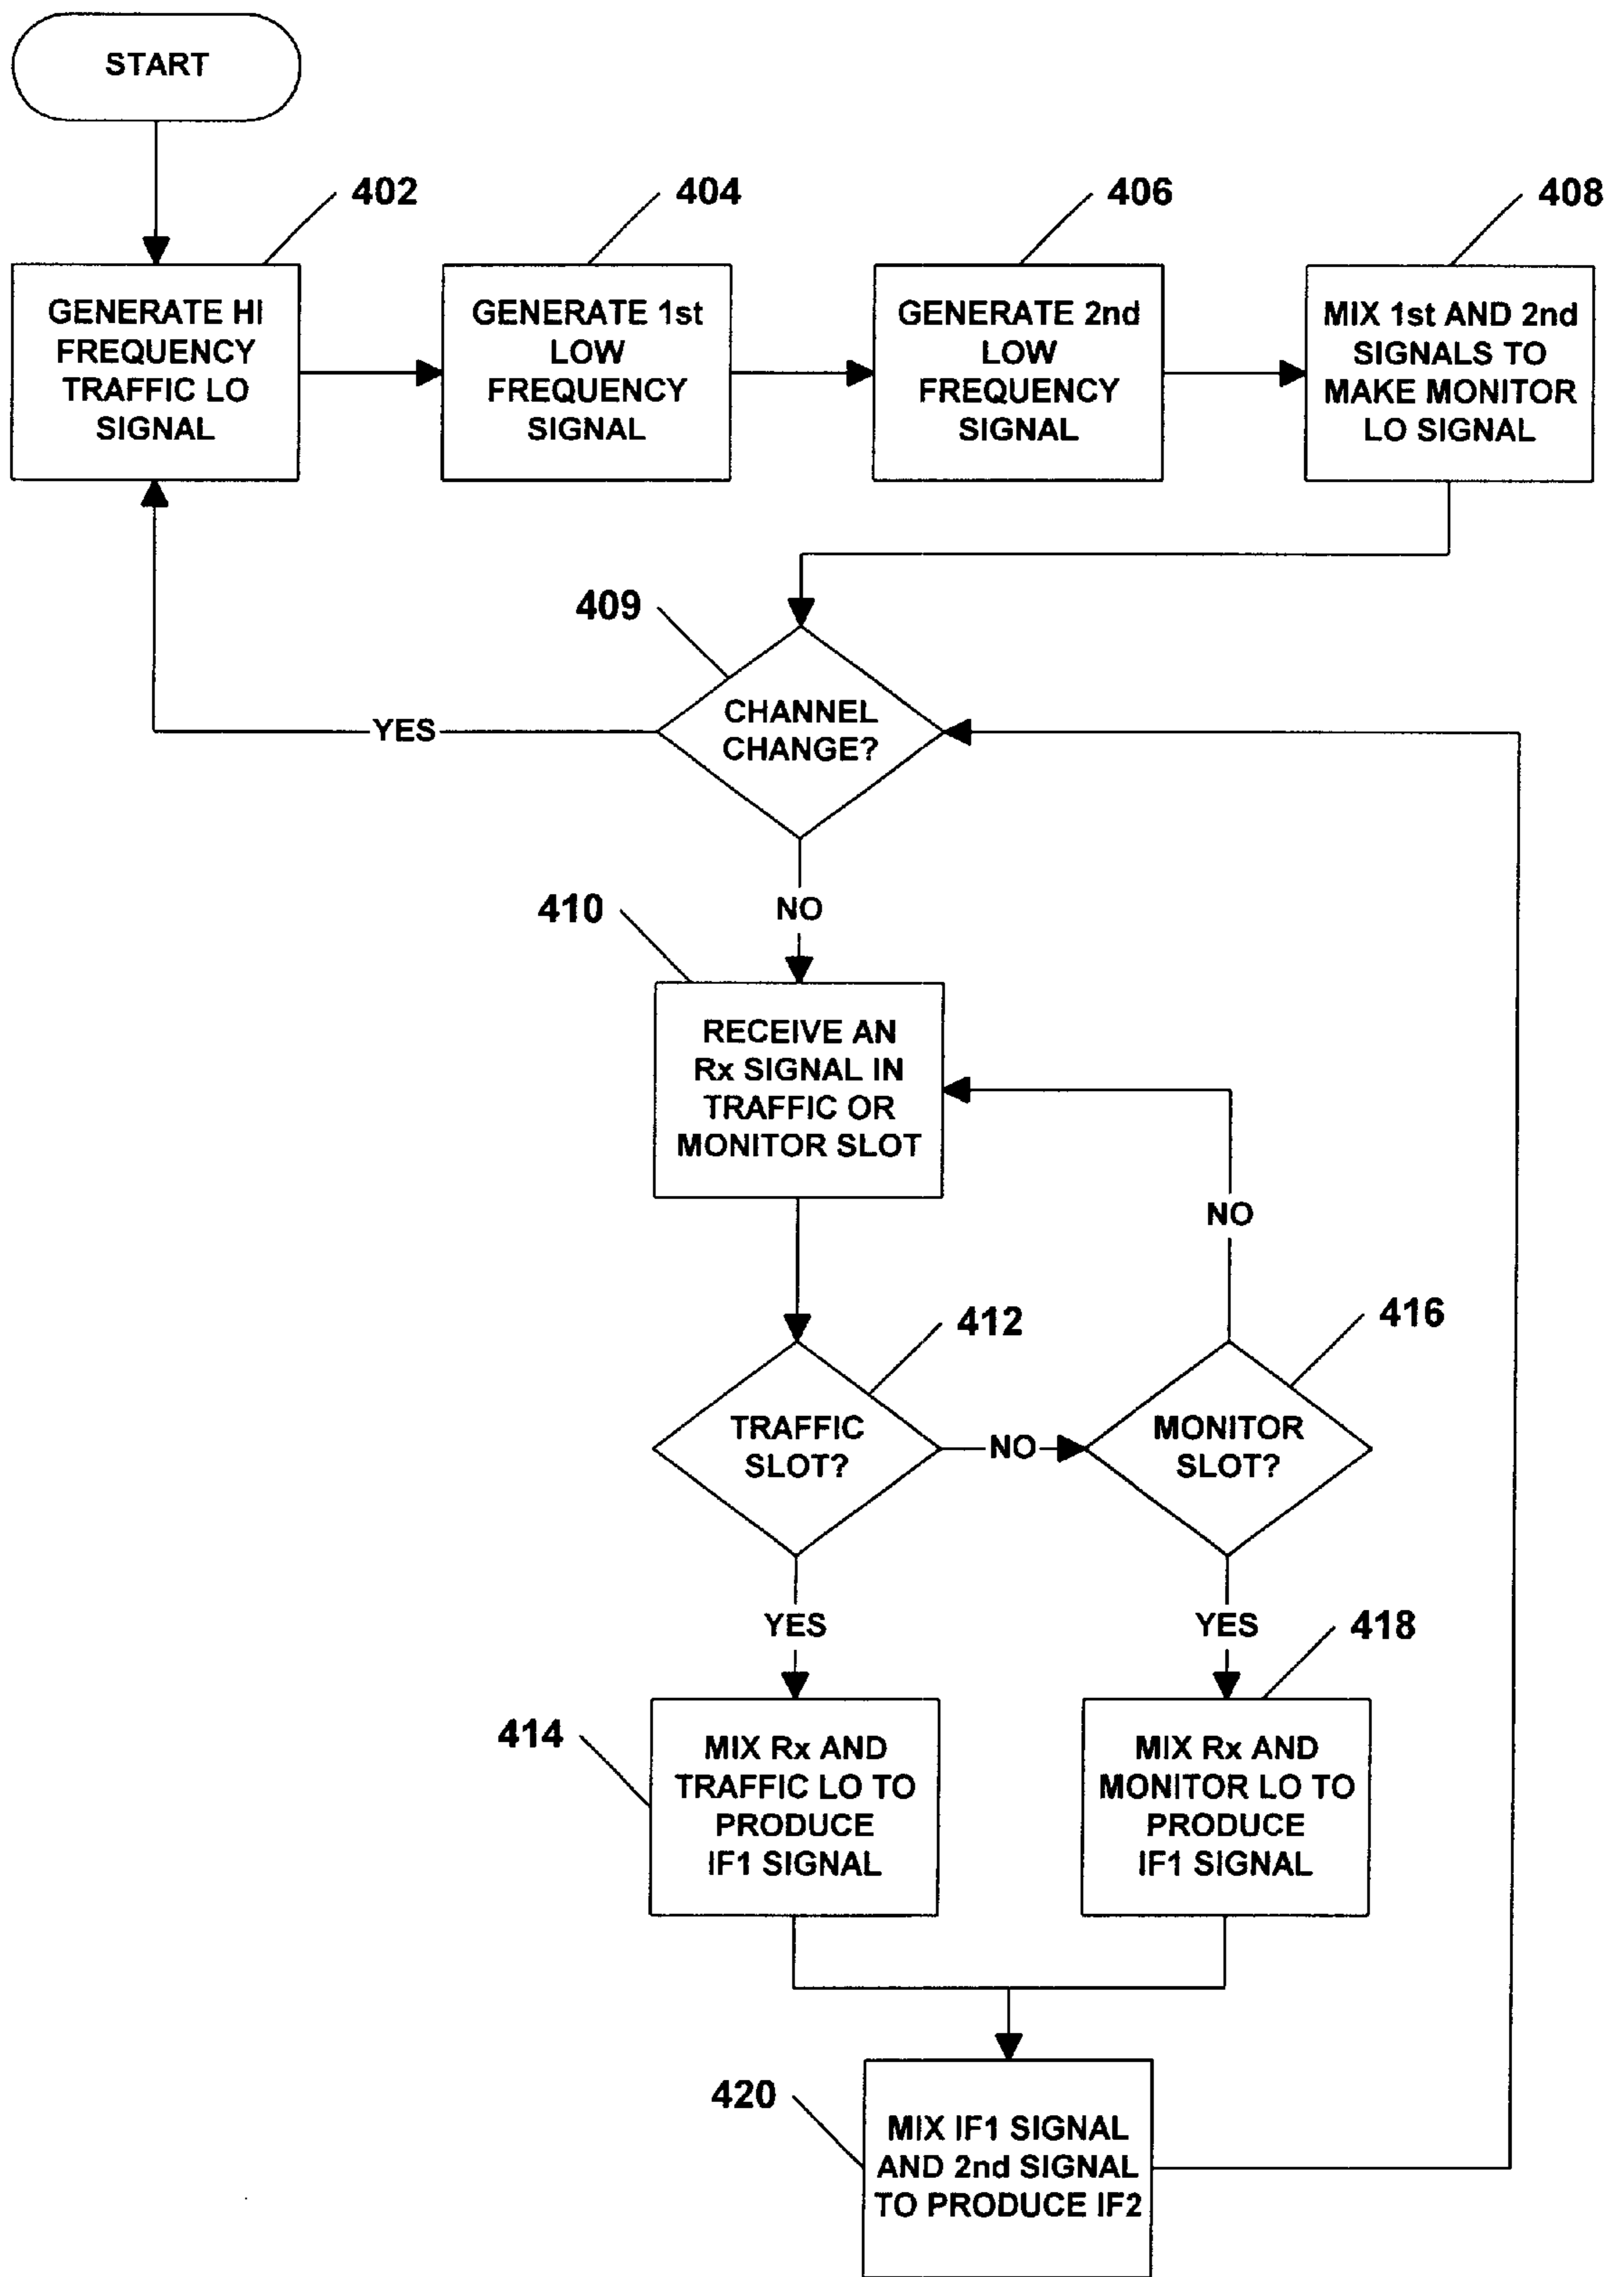 START
402
404
406
408
GENERATE HI
FREQUENCY
TRAFFIC LO
SIGNAL
GENERATE 1st
LOW
FREQUENCY
SIGNAL
GENERATE 2nd
LOW
FREQUENCY
SIGNAL
MIX 1st AND 2nd
SIGNALS TO
MAKE MONITOR
LO SIGNAL
409
CHANNEL
CHANGE?
YES
NO
410
RECEIVE AN
Rx SIGNAL IN
TRAFFIC OR
MONITOR SLOT
NO
412
416
TRAFFIC
SLOT?
NO
MONITOR
SLOT?
YES
YES
414
418
MIX Rx AND
TRAFFIC LO TO
PRODUCE
IF1 SIGNAL
MIX Rx AND
MONITOR LO TO
PRODUCE
IF1 SIGNAL
420
MIX IF1 SIGNAL
AND 2nd SIGNAL
TO PRODUCE IF2